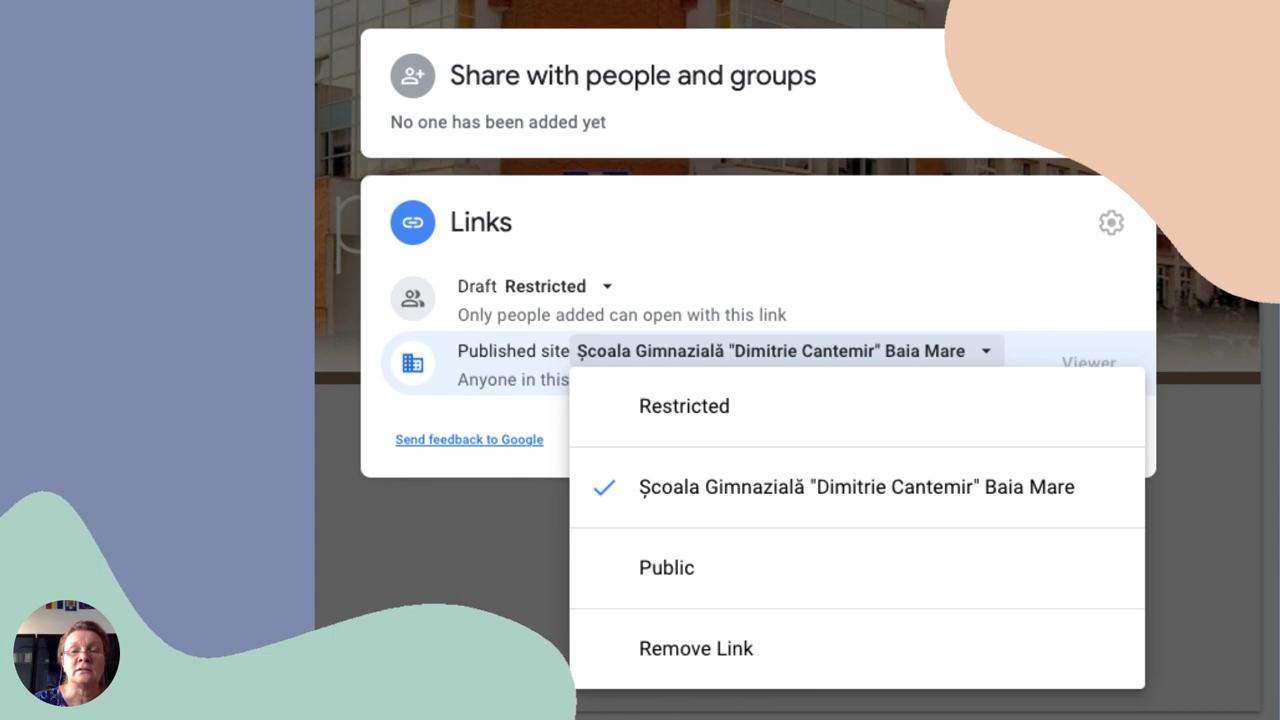 Share with people and groups
No one has been added yet
Links
Draft Restricted
Only people added can open with this link
Published site Școala Gimnazială "Dimitrie Cantemir" Baia Mare
Viewer
Anyone in this
Restricted
Send feedback to Google
Școala Gimnazială "Dimitrie Cantemir" Baia Mare
Public
Remove Link